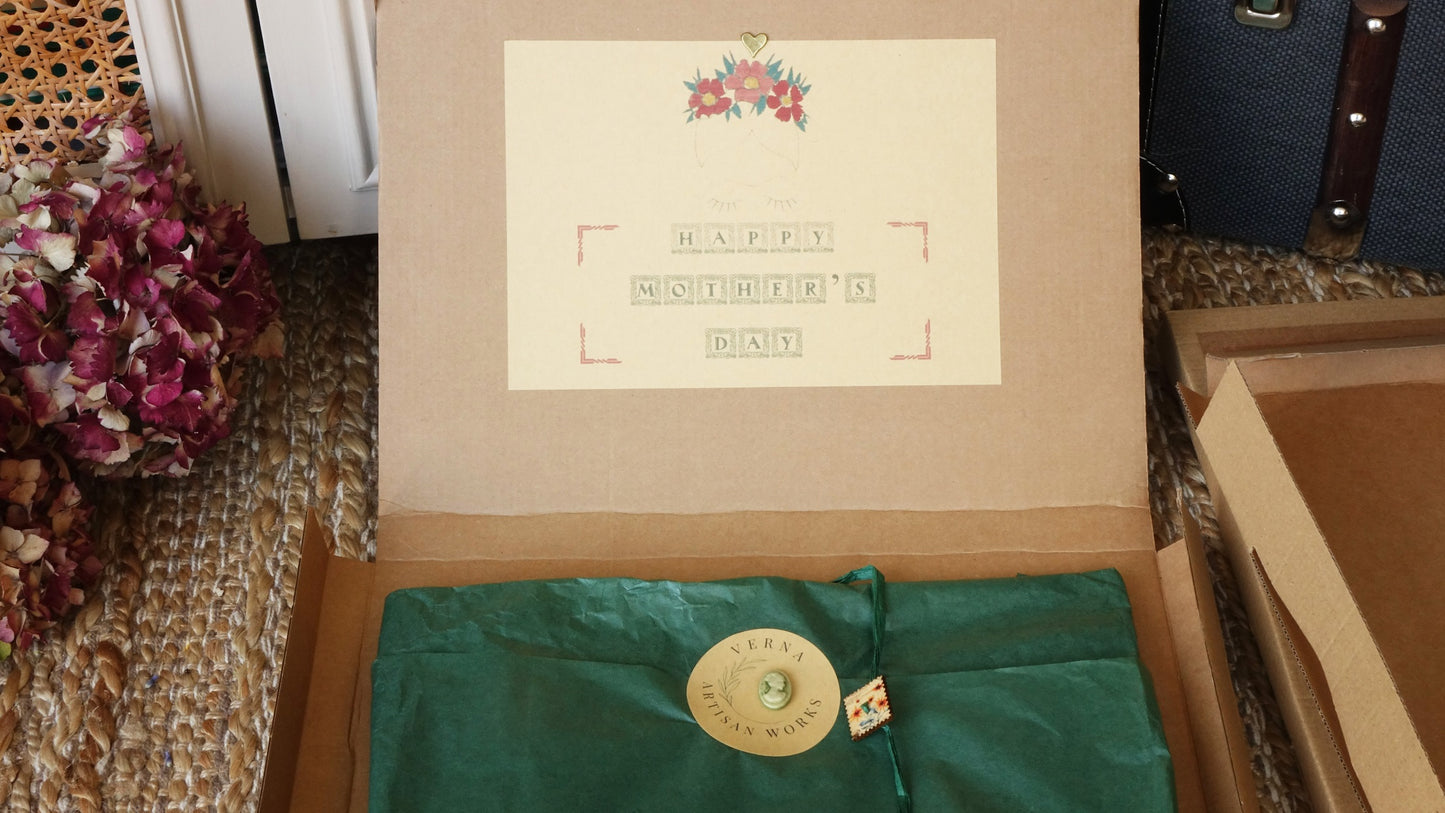 HAPPY
MOTHER'S
DAY
VERNA
ARTISAN WORKS